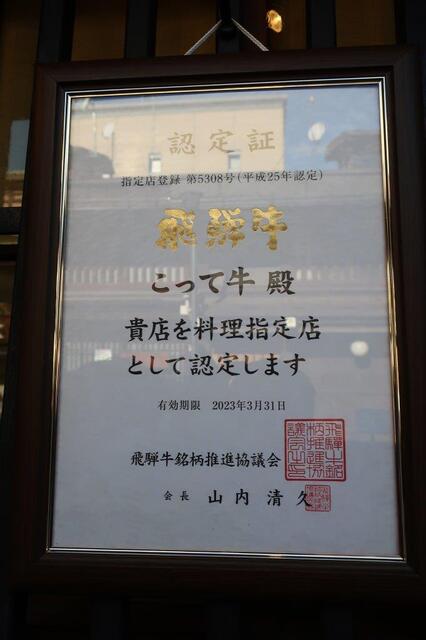 認定証
指定店登録 第5308号(平成25年認定)
飛騨牛
こって牛 殿
貴店を料理指定店
として認定します
有効期限 2023年3月31日
飛騨牛銘柄推進協議会
会長 山内清久